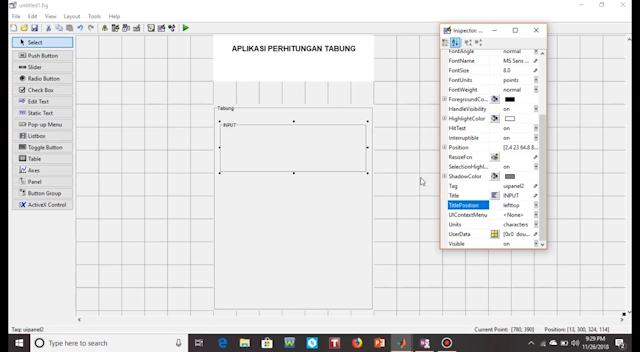 untitled1.fig
File Edit View Layout Tools Help
Select
Push Button
Slider
Radio Button
Check Box
Edit Text
Static Text
Pop-up Menu
Listbox
Toggle Button
Table
Axes
Panel
Button Group
ActiveX Control
APLIKASI PERHITUNGAN TABUNG
Tabung
INPUT
Inspector ...
FontAngle normal
FontName MS Sans ...
FontSize 8.0
FontUnits points
FontWeight normal
ForegroundCo...
HandleVisibility on
HighlightColor
HitTest on
Interruptible on
Position [2.4 23 64.8 8...
ResizeFcn
SelectionHighl... on
ShadowColor
Tag uipanel2
Title INPUT
TitlePosition lefttop
UIContextMenu <None>
Units characters
UserData [0x0 dou...
Visible on
Tag: uipanel2
Current Point: [780, 390]
Position: [13, 300, 324, 114]
Type here to search
9:29 PM
11/26/2018